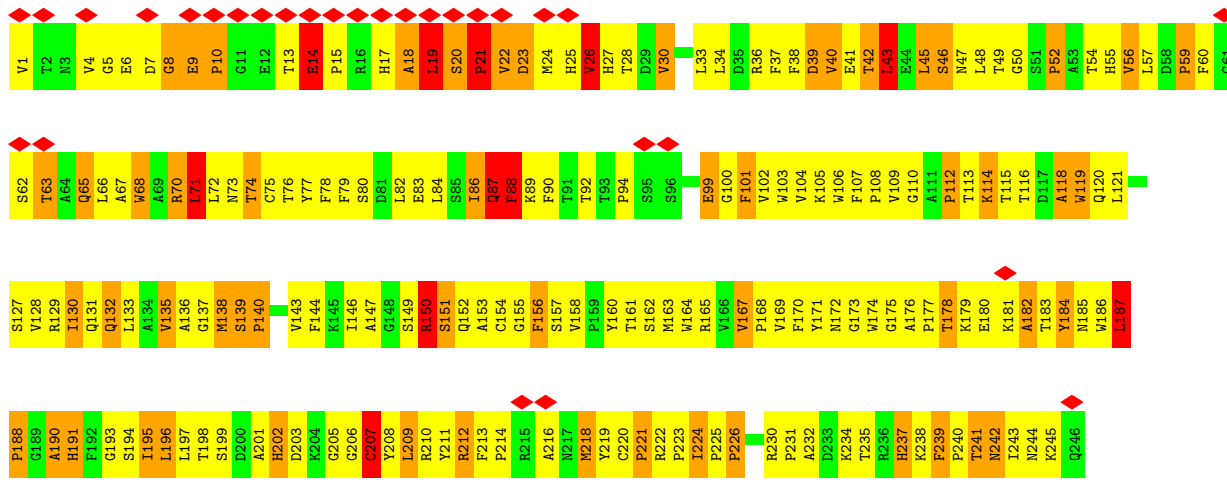 V1 T2 N3 V4 G5 E6 D7 G8 E9 P10 G11 E12 T13 E14 P15 R16 H17 A18 L19 S20 P21 V22 D23 M24 H25 V26 H27 T28 D29 V30 L33 L34 D35 R36 F37 F38 D39 V40 E41 T42 L43 E44 L45 S46 N47 L48 T49 G50 S51 P52 A53 T54 H55 V56 L57 D58 P59 F60 G61
S62 T63 A64 Q65 L66 A67 W68 A69 R70 L71 L72 N73 T74 C75 T76 Y77 F78 F79 S80 D81 L82 E83 L84 S85 I86 Q87 F88 K89 F90 T91 T92 T93 P94 S95 S96 E99 G100 F101 V102 W103 V104 K105 W106 F107 P108 V109 G110 A111 P112 T113 K114 T115 T116 D117 A118 W119 Q120 L121
S127 V128 R129 I130 Q131 Q132 L133 A134 V135 A136 G137 M138 S139 P140 V143 F144 K145 I146 A147 G148 S149 R150 S151 Q152 A153 C154 G155 F156 S157 V158 P159 Y160 T161 S162 M163 W164 R165 V166 V167 P168 V169 F170 Y171 N172 G173 W174 G175 A176 P177 T178 K179 E180 K181 A182 T183 Y184 N185 W186 L187
P188 G189 A190 H191 F192 G193 S194 I195 L196 L197 T198 S199 D200 A201 H202 D203 K204 G205 G206 C207 Y208 L209 R210 Y211 R212 F213 P214 R215 A216 N217 M218 Y219 C220 P221 R222 P223 I224 P225 P226 R230 P231 A232 D233 K234 T235 R236 H237 K238 F239 P240 T241 N242 I243 N244 K245 Q246